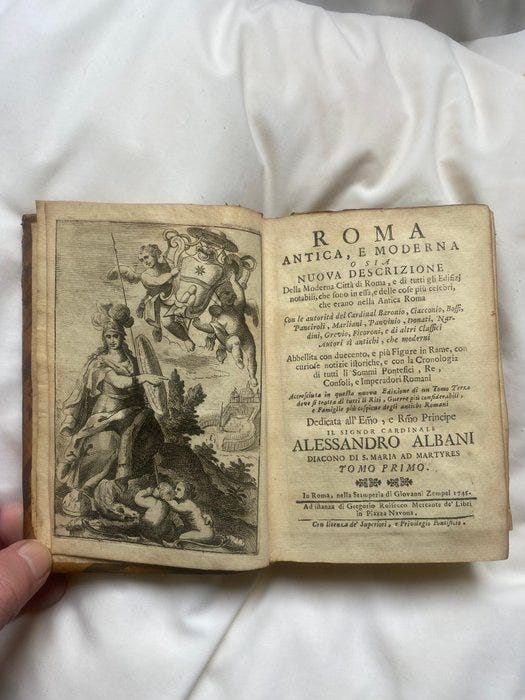 ROMA
ANTICA, E MODERNA
O SIA
NUOVA DESCRIZIONE
Della Moderna Città di Roma, e di tutti gli Edifizj
notabili, che sono in essa, e delle cose più celebri,
che erano nella Antica Roma
Con le autorità del Cardinal Baronio, Ciacconio, Bosio,
Panciroli, Marliani, Panvinio, Donati, Nar-
dini, Grevio, Ficoroni, e di altri Classici
Autori sì antichi, che moderni
Abbellita con duecento, e più Figure in Rame, con
curiose notizie istoriche, e con la Cronologia
di tutti li Sommi Pontefici, Re,
Consoli, e Imperadori Romani
Accresciuta in questa nuova Edizione di un Tomo Terzo
dove si tratta di tutti li Riti, Guerre più considerabili,
e Famiglie più cospicue degli antichi Romani
Dedicata all' Emo, e Rmo Principe
IL SIGNOR CARDINALE
ALESSANDRO ALBANI
DIACONO DI S. MARIA AD MARTYRES
TOMO PRIMO.
In Roma, nella Stamperia di Giovanni Zempel 1745.
Ad istanza di Gregorio Roisecco Mercante de' Libri
in Piazza Navona.
Con licenza de' Superiori, e Privilegio Pontificio.